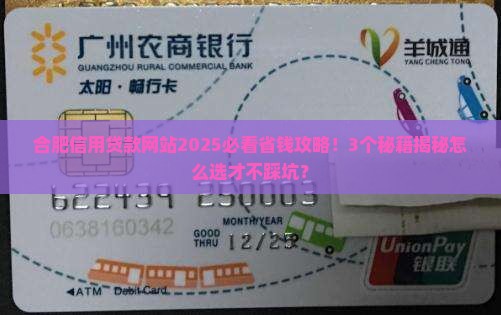 广州农商银行
GUANGZHOU RURAL COMMERCIAL BANK
羊城通
YANG CHENG TONG
太阳·畅行卡
合肥信用贷款网站2025必看省钱攻略！3个秘籍揭秘怎
么选才不踩坑？
MONTH/YEAR
GOOD
THRU
12/25
UnionPay
银联
◀ATM
Debit Card